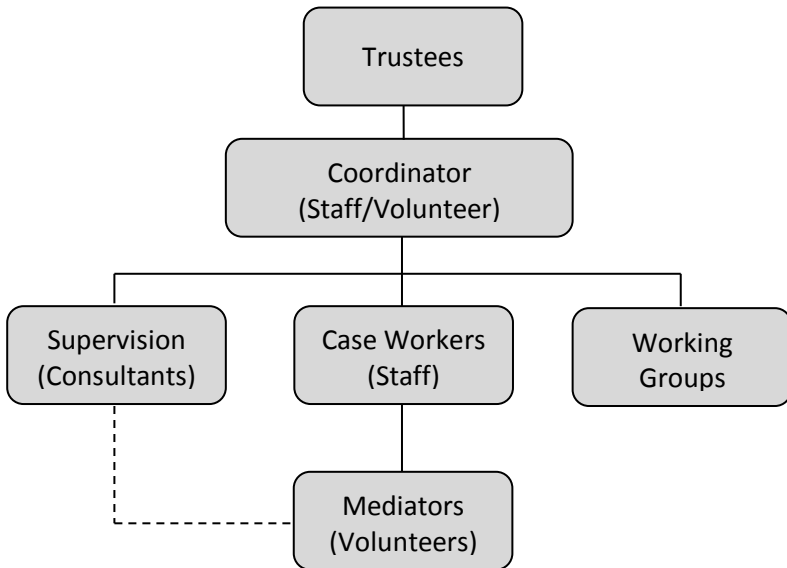 Trustees
Coordinator
(Staff/Volunteer)
Supervision
(Consultants)
Case Workers
(Staff)
Working
Groups
Mediators
(Volunteers)